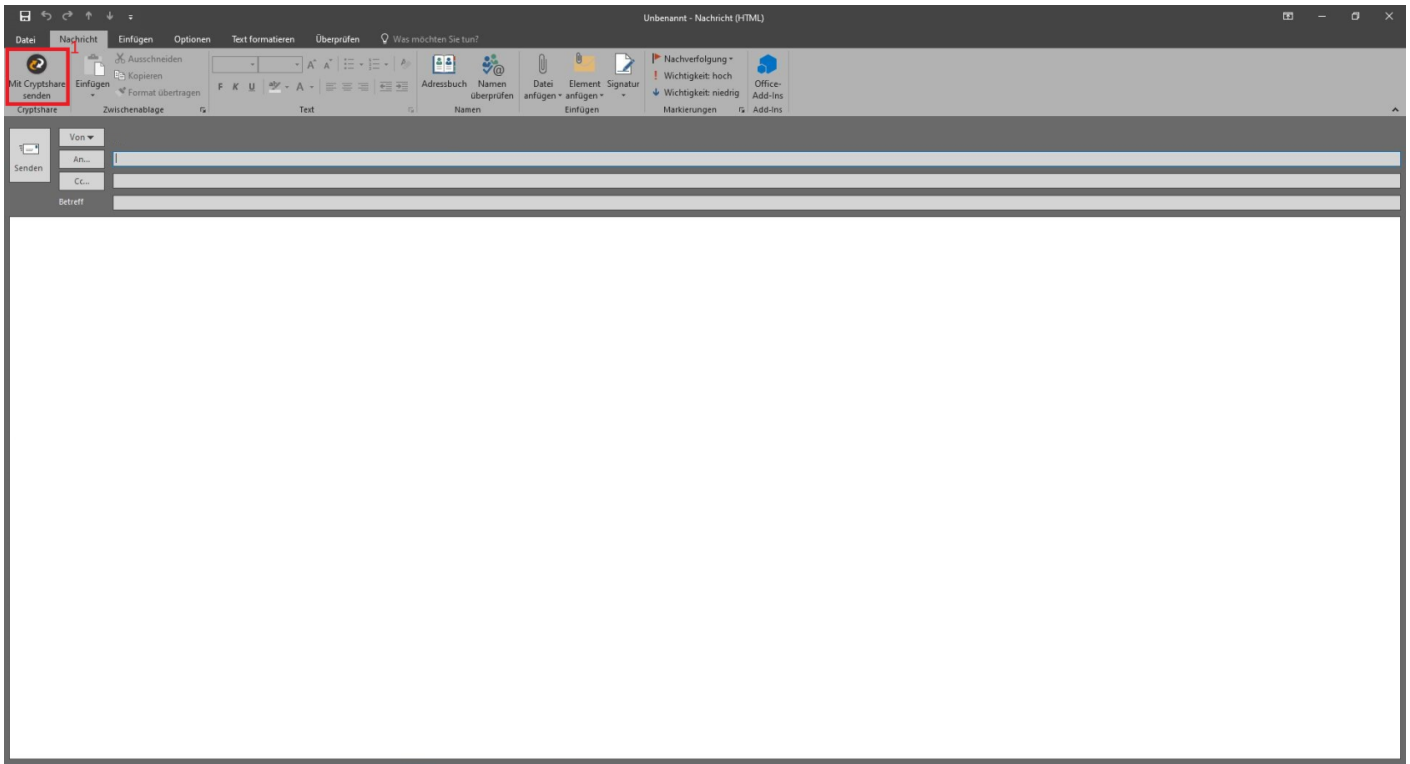 Unbenannt - Nachricht (HTML)
Datei Nachricht Einfügen Optionen Text formatieren Überprüfen Was möchten Sie tun?
1
Mit Cryptshare senden
Cryptshare
Einfügen
Ausschneiden
Kopieren
Format übertragen
Zwischenablage
F K U A
Text
Adressbuch
Namen überprüfen
Namen
Datei anfügen
Element anfügen
Signatur
Einfügen
Nachverfolgung
Wichtigkeit: hoch
Wichtigkeit: niedrig
Markierungen
Office-Add-Ins
Add-Ins
Senden
Von
An...
Cc...
Betreff